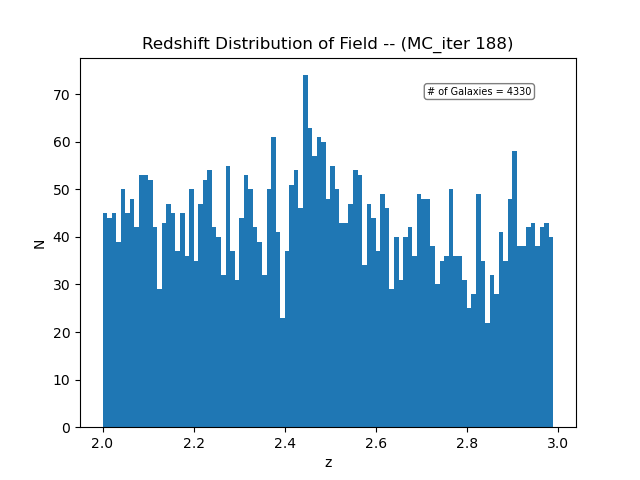 Redshift Distribution of Field -- (MC_iter 188)
# of Galaxies = 4330
70
60
50
40
30
20
10
0
N
2.0 2.2 2.4 2.6 2.8 3.0
z